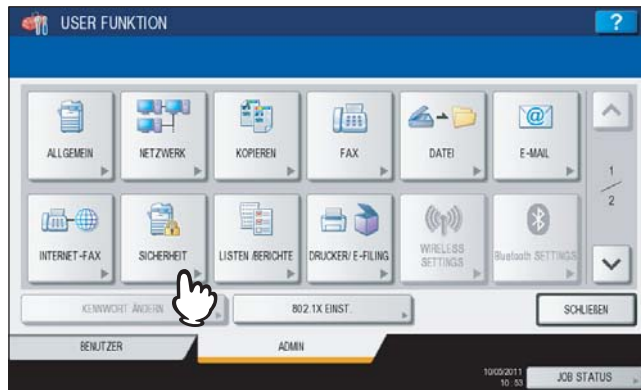 USER FUNKTION
?
ALLGEMEIN
NETZWERK
KOPIEREN
FAX
DATEI
E-MAIL
1
2
INTERNET-FAX
SICHERHEIT
LISTEN /BERICHTE
DRUCKER/ E-FILING
WIRELESS
SETTINGS
Bluetooth SETTINGS
KENNWORT ÄNDERN
802.1X EINST.
SCHLIEßEN
BENUTZER
ADMIN
10/03/2011
10 : 53
JOB STATUS